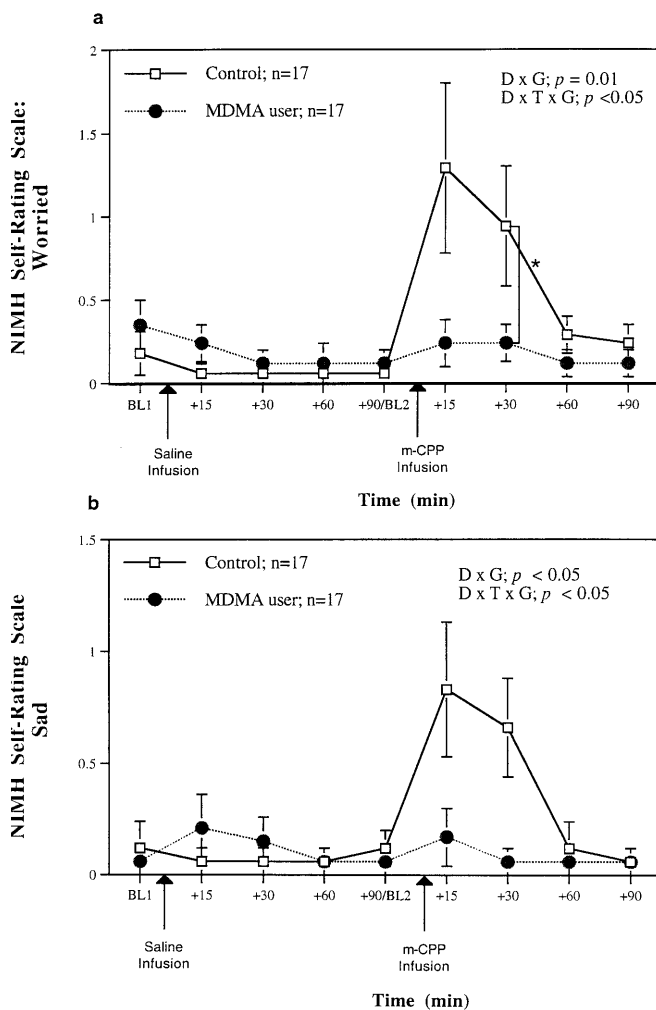 a
NIMH Self-Rating Scale:
Worried
2
1.5
1
0.5
0
Control; n=17
MDMA user; n=17
D x G; p = 0.01
D x T x G; p <0.05
*
BL1
+15
+30
+60
+90/BL2
+15
+30
+60
+90
Saline
Infusion
m-CPP
Infusion
Time (min)
b
NIMH Self-Rating Scale
Sad
1.5
1
0.5
0
Control; n=17
MDMA user; n=17
D x G; p < 0.05
D x T x G; p < 0.05
BL1
+15
+30
+60
+90/BL2
+15
+30
+60
+90
Saline
Infusion
m-CPP
Infusion
Time (min)